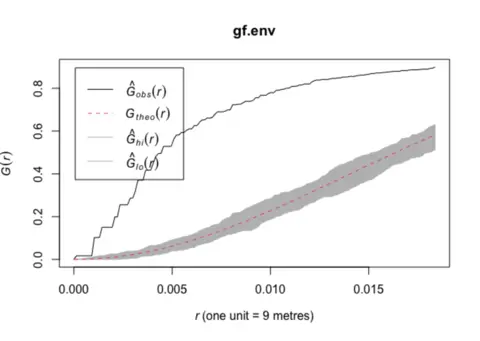 gf.env
Ĝobs(r)
Gtheo(r)
Ĝhi(r)
Ĝlo(r)
G(r)
0.8
0.6
0.4
0.2
0.0
0.000 0.005 0.010 0.015
r (one unit = 9 metres)